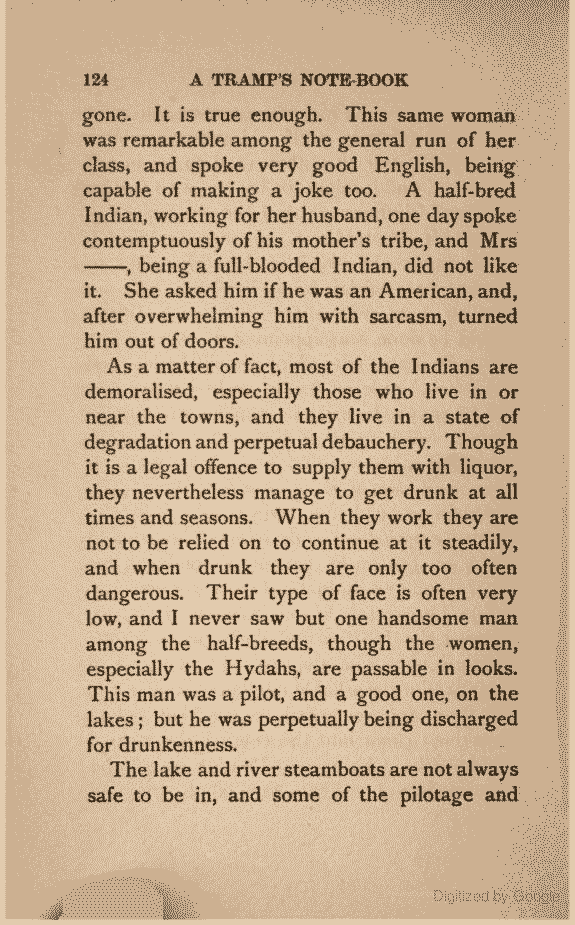 124 A TRAMP'S NOTE-BOOK
gone. It is true enough. This same woman
was remarkable among the general run of her
class, and spoke very good English, being
capable of making a joke too. A half-bred
Indian, working for her husband, one day spoke
contemptuously of his mother's tribe, and Mrs
——, being a full-blooded Indian, did not like
it. She asked him if he was an American, and,
after overwhelming him with sarcasm, turned
him out of doors.
As a matter of fact, most of the Indians are
demoralised, especially those who live in or
near the towns, and they live in a state of
degradation and perpetual debauchery. Though
it is a legal offence to supply them with liquor,
they nevertheless manage to get drunk at all
times and seasons. When they work they are
not to be relied on to continue at it steadily,
and when drunk they are only too often
dangerous. Their type of face is often very
low, and I never saw but one handsome man
among the half-breeds, though the women,
especially the Hydahs, are passable in looks.
This man was a pilot, and a good one, on the
lakes; but he was perpetually being discharged
for drunkenness.
The lake and river steamboats are not always
safe to be in, and some of the pilotage and
Digitized by Google